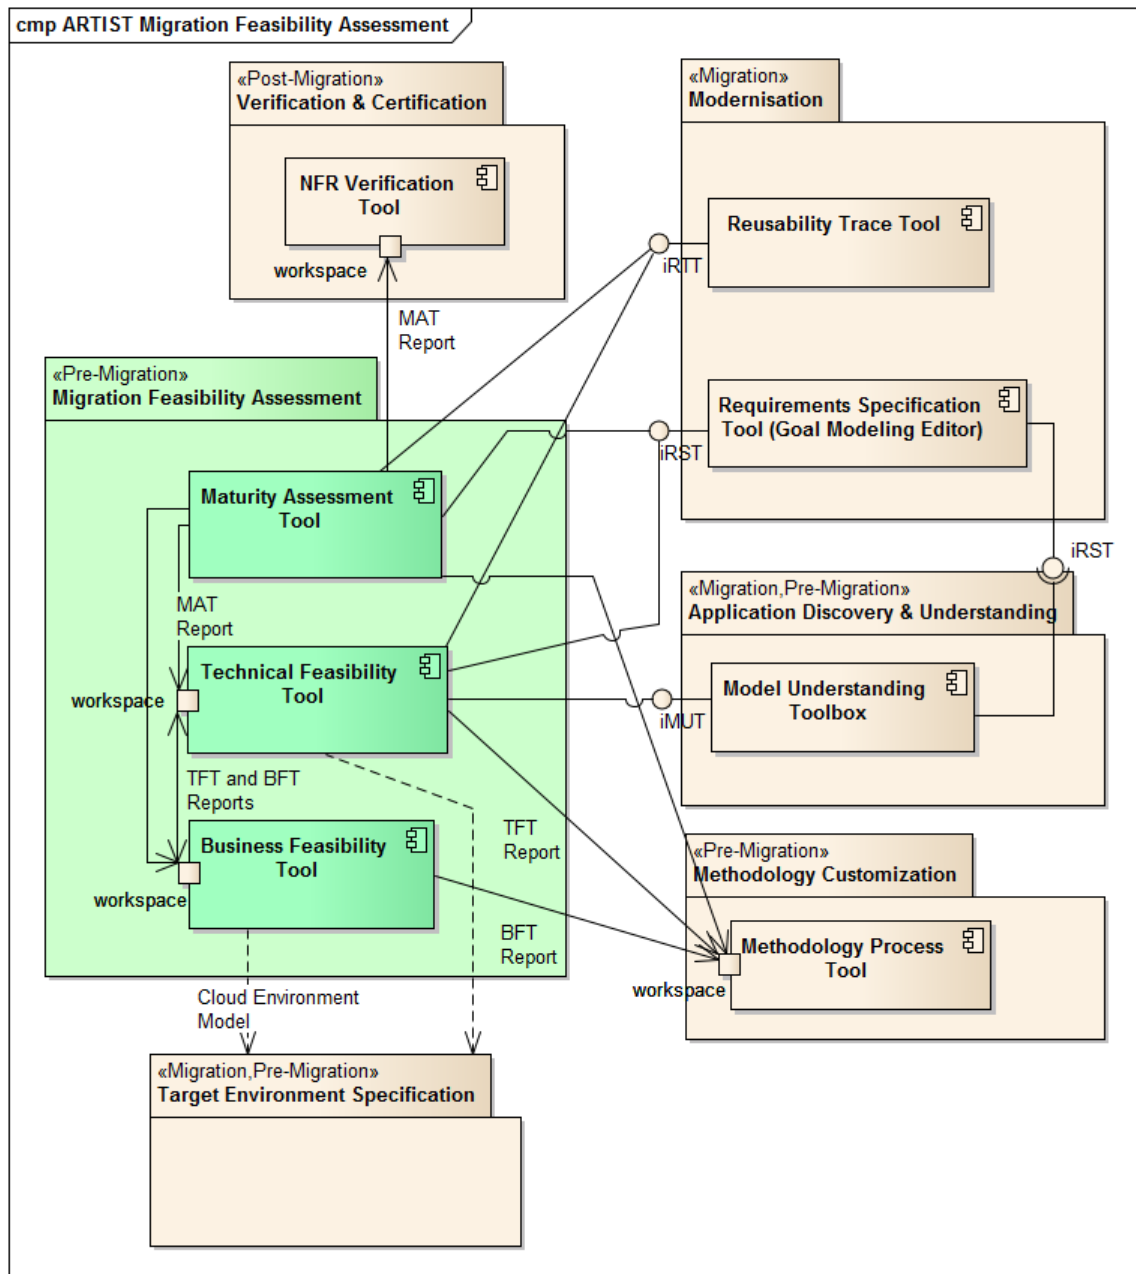 cmp ARTIST Migration Feasibility Assessment
«Post-Migration»
Verification & Certification
NFR Verification
Tool
workspace
MAT
Report
«Migration»
Modernisation
Reusability Trace Tool
iRTT
Requirements Specification
Tool (Goal Modeling Editor)
iRST
iRST
«Pre-Migration»
Migration Feasibility Assessment
Maturity Assessment
Tool
MAT
Report
Technical Feasibility
Tool
workspace
TFT and BFT
Reports
Business Feasibility
Tool
workspace
«Migration,Pre-Migration»
Application Discovery & Understanding
Model Understanding
Toolbox
iMUT
TFT
Report
BFT
Report
«Pre-Migration»
Methodology Customization
Methodology Process
Tool
workspace
Cloud Environment
Model
«Migration,Pre-Migration»
Target Environment Specification